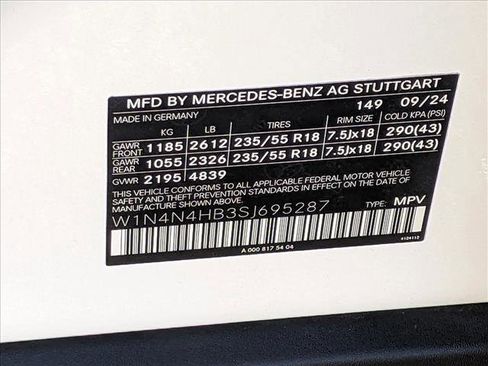 MFD BY MERCEDES-BENZ AG STUTTGART
MADE IN GERMANY 149 09/24
KG LB TIRES RIM SIZE COLD KPA (PSI)
GAWR FRONT 1185 2612 235/55 R18 7.5Jx18 290(43)
GAWR REAR 1055 2326 235/55 R18 7.5Jx18 290(43)
GVWR 2195 4839
THIS VEHICLE CONFORMS TO ALL APPLICABLE FEDERAL MOTOR VEHICLE
SAFETY AND THEFT PREVENTION STANDARDS IN EFFECT ON THE DATE
OF MANUFACTURE SHOWN ABOVE.
W1N4N4HB3SJ695287 TYPE: MPV
A 000 817 54 04